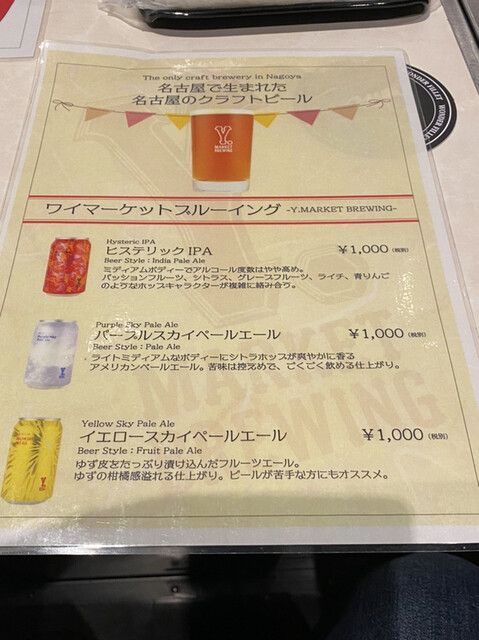 The only craft brewery in Nagoya
名古屋で生まれた
名古屋のクラフトビール
Y.
MARKET
BREWING
ワイマーケットブルーイング -Y.MARKET BREWING-
Hysteric IPA
ヒステリック IPA ￥1,000 (税別)
Beer Style : India Pale Ale
ミディアムボディーでアルコール度数はやや高め。
パッションフルーツ、シトラス、グレープフルーツ、ライチ、青りんご
のようなホップキャラクターが複雑に絡み合う。
Purple Sky Pale Ale
パープルスカイペールエール ￥1,000 (税別)
Beer Style : Pale Ale
ライトミディアムなボディーにシトラホップが爽やかに香る
アメリカンペールエール。苦味は控えめで、ごくごく飲める仕上がり。
Yellow Sky Pale Ale
イエロースカイペールエール ￥1,000 (税別)
Beer Style : Fruit Pale Ale
ゆず皮をたっぷり漬け込んだフルーツエール。
ゆずの柑橘感溢れる仕上がり。ビールが苦手な方にもオススメ。
MARKET
BREWING